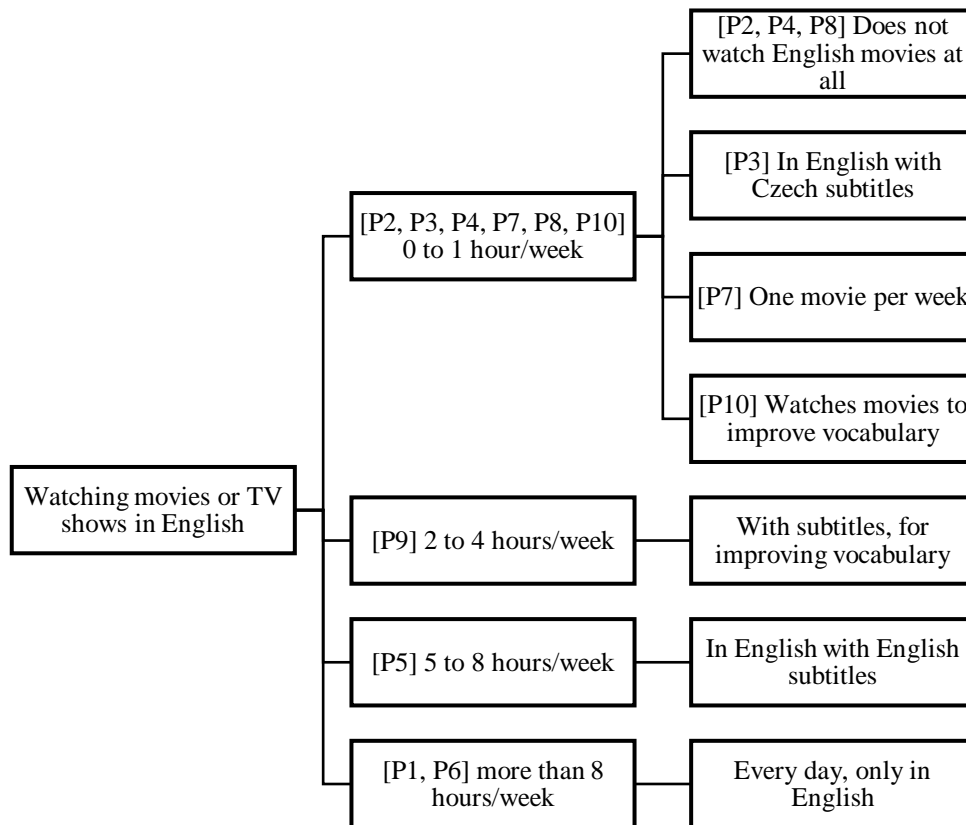 [P2, P4, P8] Does not
watch English movies at
all
[P3] In English with
Czech subtitles
[P2, P3, P4, P7, P8, P10]
0 to 1 hour/week
[P7] One movie per week
[P10] Watches movies to
improve vocabulary
Watching movies or TV
shows in English
[P9] 2 to 4 hours/week
With subtitles, for
improving vocabulary
[P5] 5 to 8 hours/week
In English with English
subtitles
[P1, P6] more than 8
hours/week
Every day, only in
English